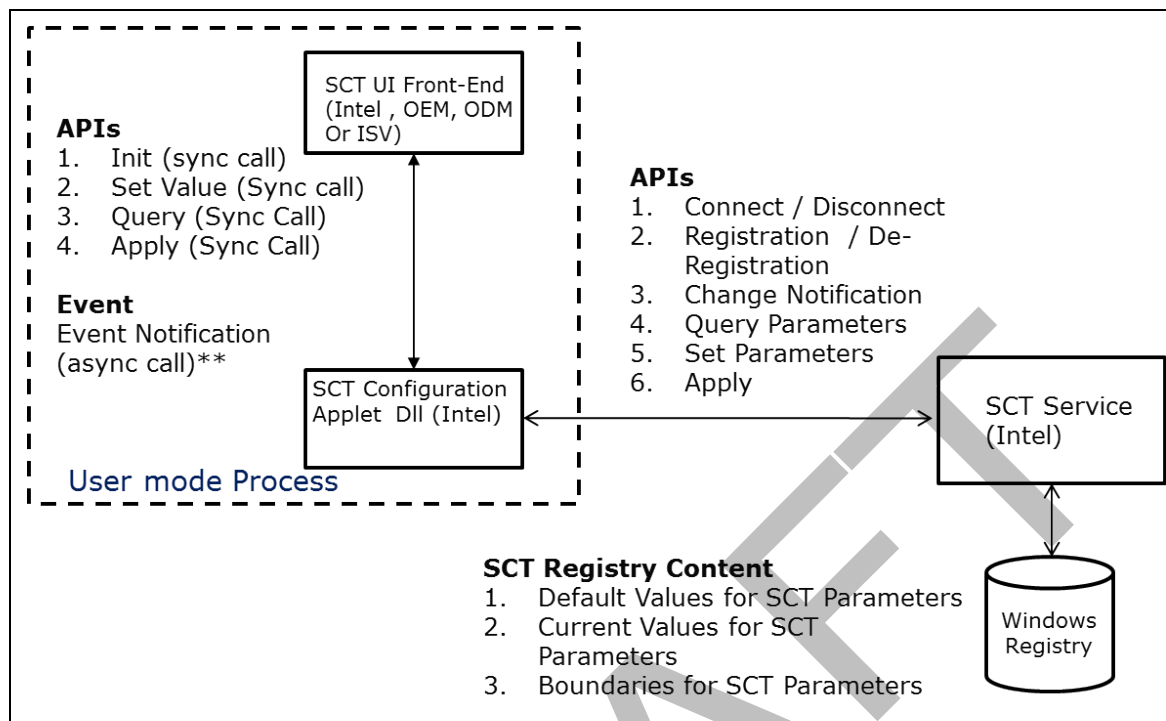 SCT UI Front-End
(Intel , OEM, ODM
Or ISV)
APIs
1. Init (sync call)
2. Set Value (Sync call)
3. Query (Sync Call)
4. Apply (Sync Call)
Event
Event Notification
(async call)**
SCT Configuration
Applet Dll (Intel)
User mode Process
APIs
1. Connect / Disconnect
2. Registration / De-
Registration
3. Change Notification
4. Query Parameters
5. Set Parameters
6. Apply
SCT Service
(Intel)
SCT Registry Content
1. Default Values for SCT Parameters
2. Current Values for SCT
Parameters
3. Boundaries for SCT Parameters
Windows
Registry
AFT